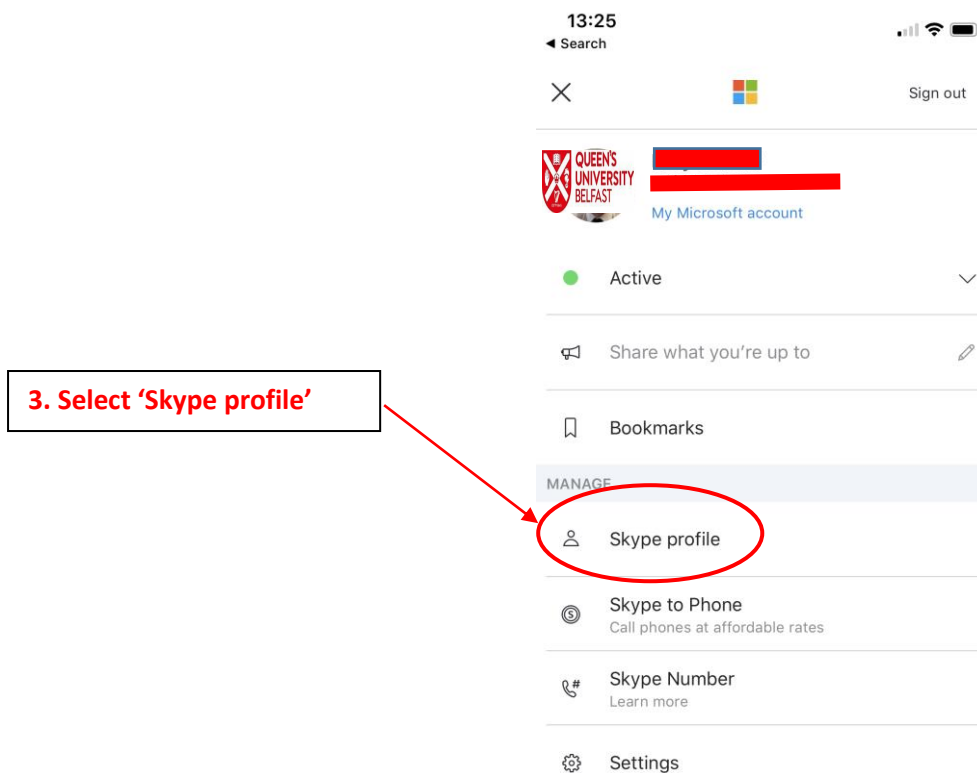 13:25
◄ Search
Sign out
QUEEN'S
UNIVERSITY
BELFAST
My Microsoft account
Active
Share what you're up to
3. Select ‘Skype profile’
Bookmarks
MANAGE
Skype profile
Skype to Phone
Call phones at affordable rates
Skype Number
Learn more
Settings